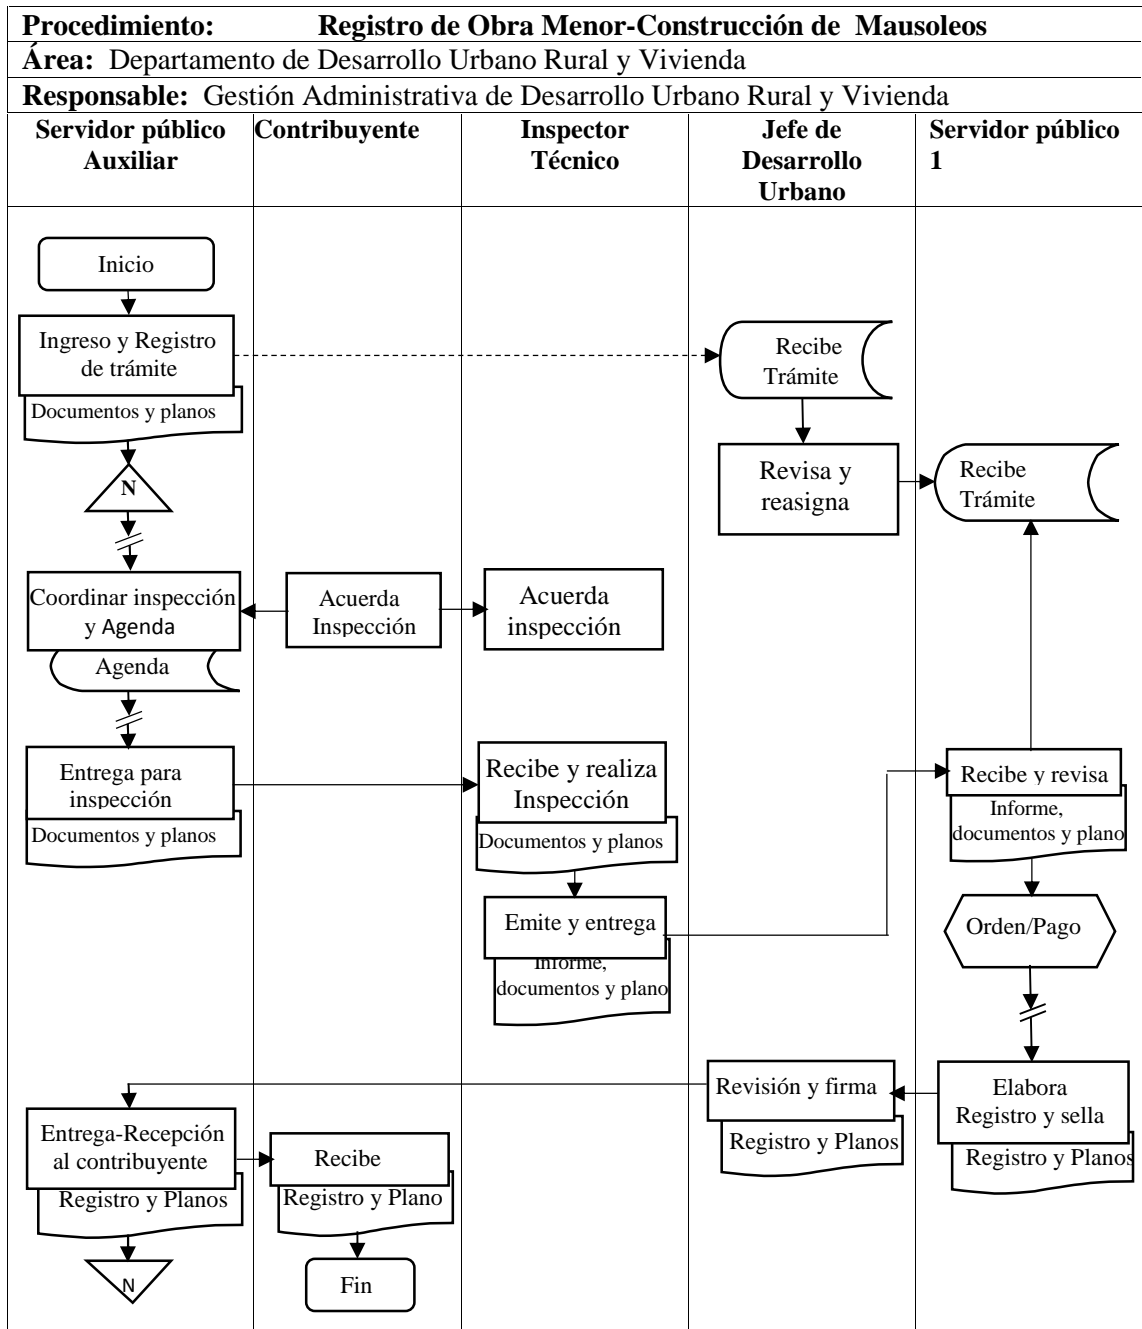 Procedimiento: Registro de Obra Menor-Construcción de Mausoleos
Área: Departamento de Desarrollo Urbano Rural y Vivienda
Responsable: Gestión Administrativa de Desarrollo Urbano Rural y Vivienda
Servidor público
Auxiliar
Contribuyente
Inspector
Técnico
Jefe de
Desarrollo
Urbano
Servidor público
1
Inicio
Ingreso y Registro
de trámite
Documentos y planos
Recibe
Trámite
N
Revisa y
reasigna
Recibe
Trámite
Coordinar inspección
y Agenda
Agenda
Acuerda
Inspección
Acuerda
inspección
Entrega para
inspección
Documentos y planos
Recibe y realiza
Inspección
Documentos y planos
Recibe y revisa
Informe,
documentos y plano
Emite y entrega
Informe,
documentos y plano
Orden/Pago
Elabora
Registro y sella
Registro y Planos
Revisión y firma
Registro y Planos
Entrega-Recepción
al contribuyente
Registro y Planos
Recibe
Registro y Plano
N
Fin